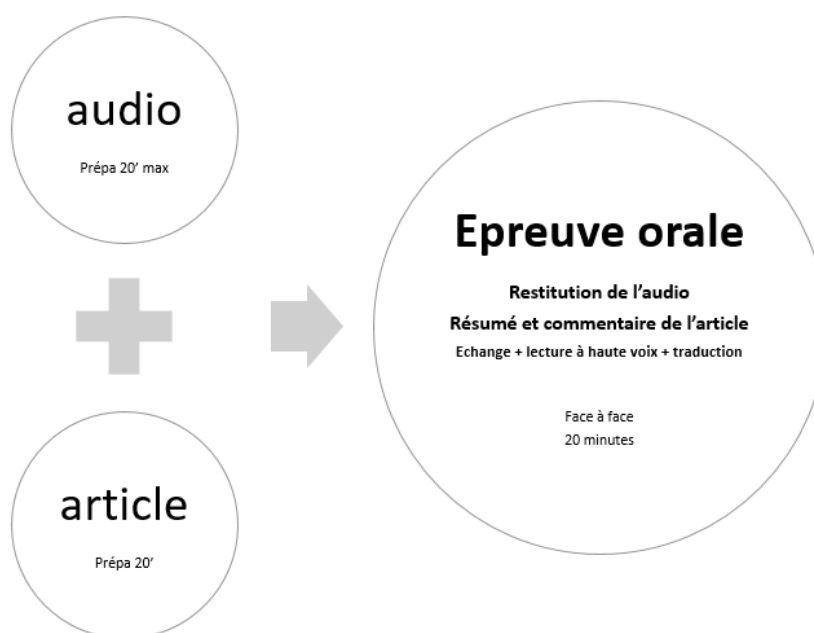 audio
Prépa 20’ max
article
Prépa 20’
Epreuve orale
Restitution de l’audio
Résumé et commentaire de l’article
Echange + lecture à haute voix + traduction
Face à face
20 minutes